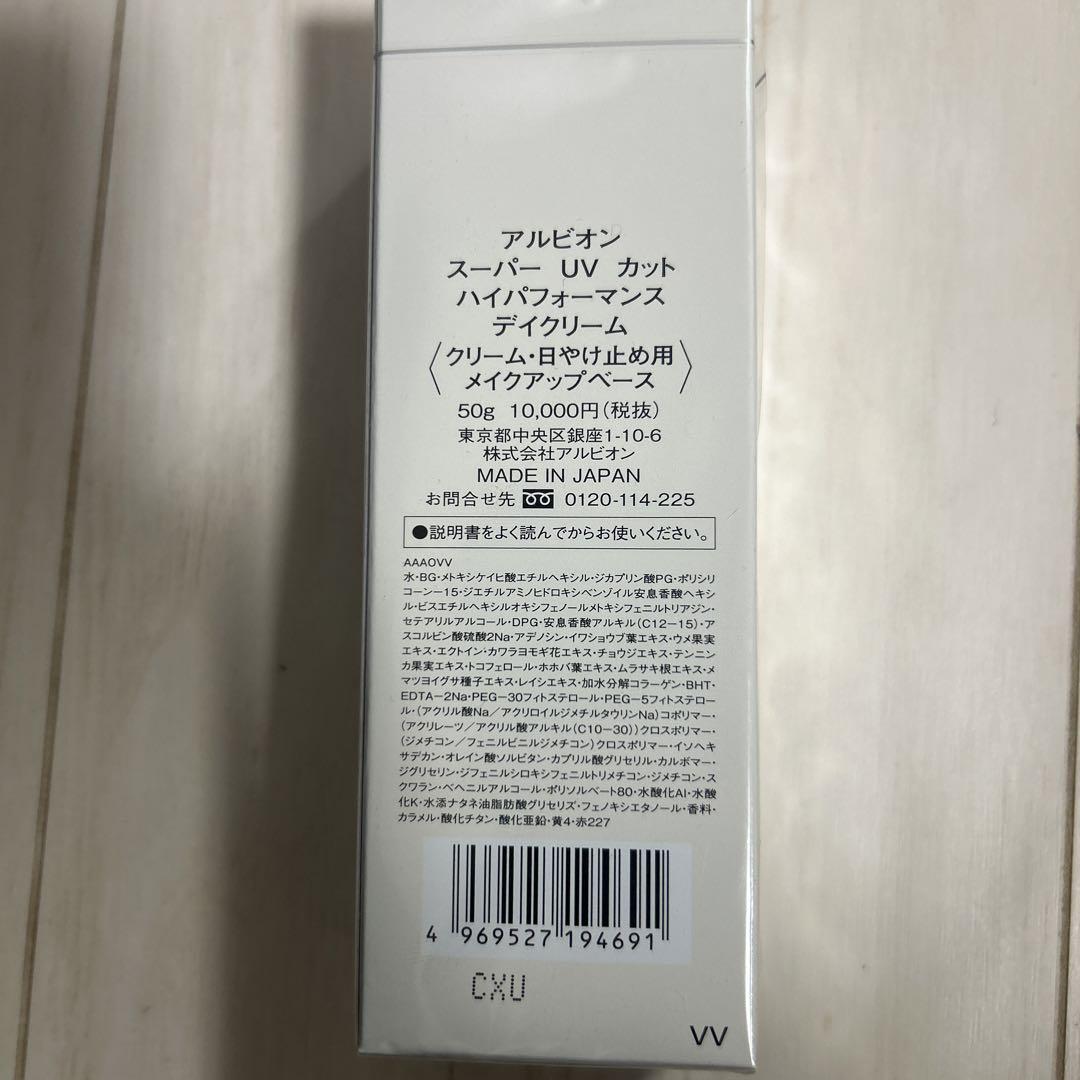 アルビオン
スーパー UV カット
ハイパフォーマンス
デイクリーム
〈クリーム・日やけ止め用
メイクアップベース〉
50g 10,000円(税抜)
東京都中央区銀座1-10-6
株式会社アルビオン
MADE IN JAPAN
お問合せ先 0120-114-225
●説明書をよく読んでからお使いください。
AAAOVV
水・BG・メトキシケイヒ酸エチルヘキシル・ジカプリン酸PG・ポリシリ
コーン−15・ジエチルアミノヒドロキシベンゾイル安息香酸ヘキシ
ル・ビスエチルヘキシルオキシフェノールメトキシフェニルトリアジン・
セテアリルアルコール・DPG・安息香酸アルキル(C12−15)・ア
スコルビン酸硫酸2Na・アデノシン・イワショウブ葉エキス・ウメ果実
エキス・エクトイン・カワラヨモギ花エキス・チョウジエキス・テンニン
カ果実エキス・トコフェロール・ホホバ葉エキス・ムラサキ根エキス・メ
マツヨイグサ種子エキス・レイシエキス・加水分解コラーゲン・BHT・
EDTA−2Na・PEG−30フィトステロール・PEG−5フィトステロー
ル・(アクリル酸Na/アクリロイルジメチルタウリンNa)コポリマー・
(アクリレーツ/アクリル酸アルキル(C10−30))クロスポリマー・
(ジメチコン/フェニルビニルジメチコン)クロスポリマー・イソヘキ
サデカン・オレイン酸ソルビタン・カプリル酸グリセリル・カルボマー・
ジグリセリン・ジフェニルシロキシフェニルトリメチコン・ジメチコン・ス
クワラン・ベヘニルアルコール・ポリソルベート80・水酸化Al・水酸
化K・水添ナタネ油脂肪酸グリセリズ・フェノキシエタノール・香料・
カラメル・酸化チタン・酸化亜鉛・黄4・赤227
4 969527 194691
CXU
VV